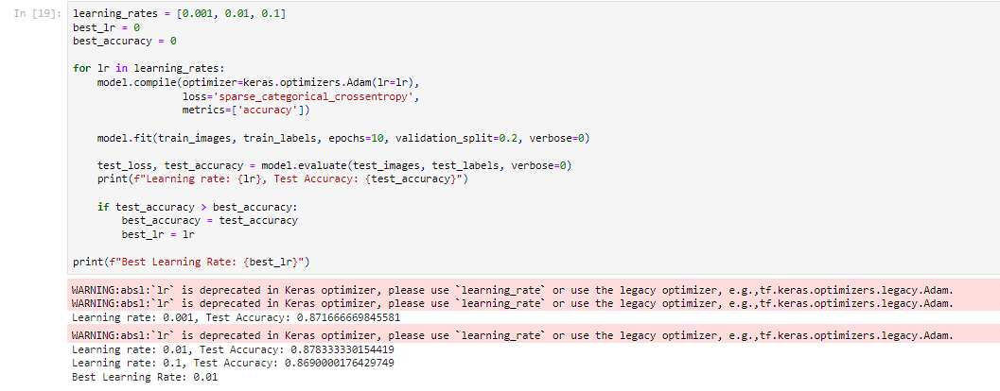 In [19]: learning_rates = [0.001, 0.01, 0.1]
best_lr = 0
best_accuracy = 0

for lr in learning_rates:
    model.compile(optimizer=keras.optimizers.Adam(lr=lr),
                  loss='sparse_categorical_crossentropy',
                  metrics=['accuracy'])

    model.fit(train_images, train_labels, epochs=10, validation_split=0.2, verbose=0)

    test_loss, test_accuracy = model.evaluate(test_images, test_labels, verbose=0)
    print(f"Learning rate: {lr}, Test Accuracy: {test_accuracy}")

    if test_accuracy > best_accuracy:
        best_accuracy = test_accuracy
        best_lr = lr

print(f"Best Learning Rate: {best_lr}")
WARNING:absl:`lr` is deprecated in Keras optimizer, please use `learning_rate` or use the legacy optimizer, e.g.,tf.keras.optimizers.legacy.Adam.
WARNING:absl:`lr` is deprecated in Keras optimizer, please use `learning_rate` or use the legacy optimizer, e.g.,tf.keras.optimizers.legacy.Adam.
Learning rate: 0.001, Test Accuracy: 0.871666669845581
WARNING:absl:`lr` is deprecated in Keras optimizer, please use `learning_rate` or use the legacy optimizer, e.g.,tf.keras.optimizers.legacy.Adam.
Learning rate: 0.01, Test Accuracy: 0.878333330154419
Learning rate: 0.1, Test Accuracy: 0.8690000176429749
Best Learning Rate: 0.01